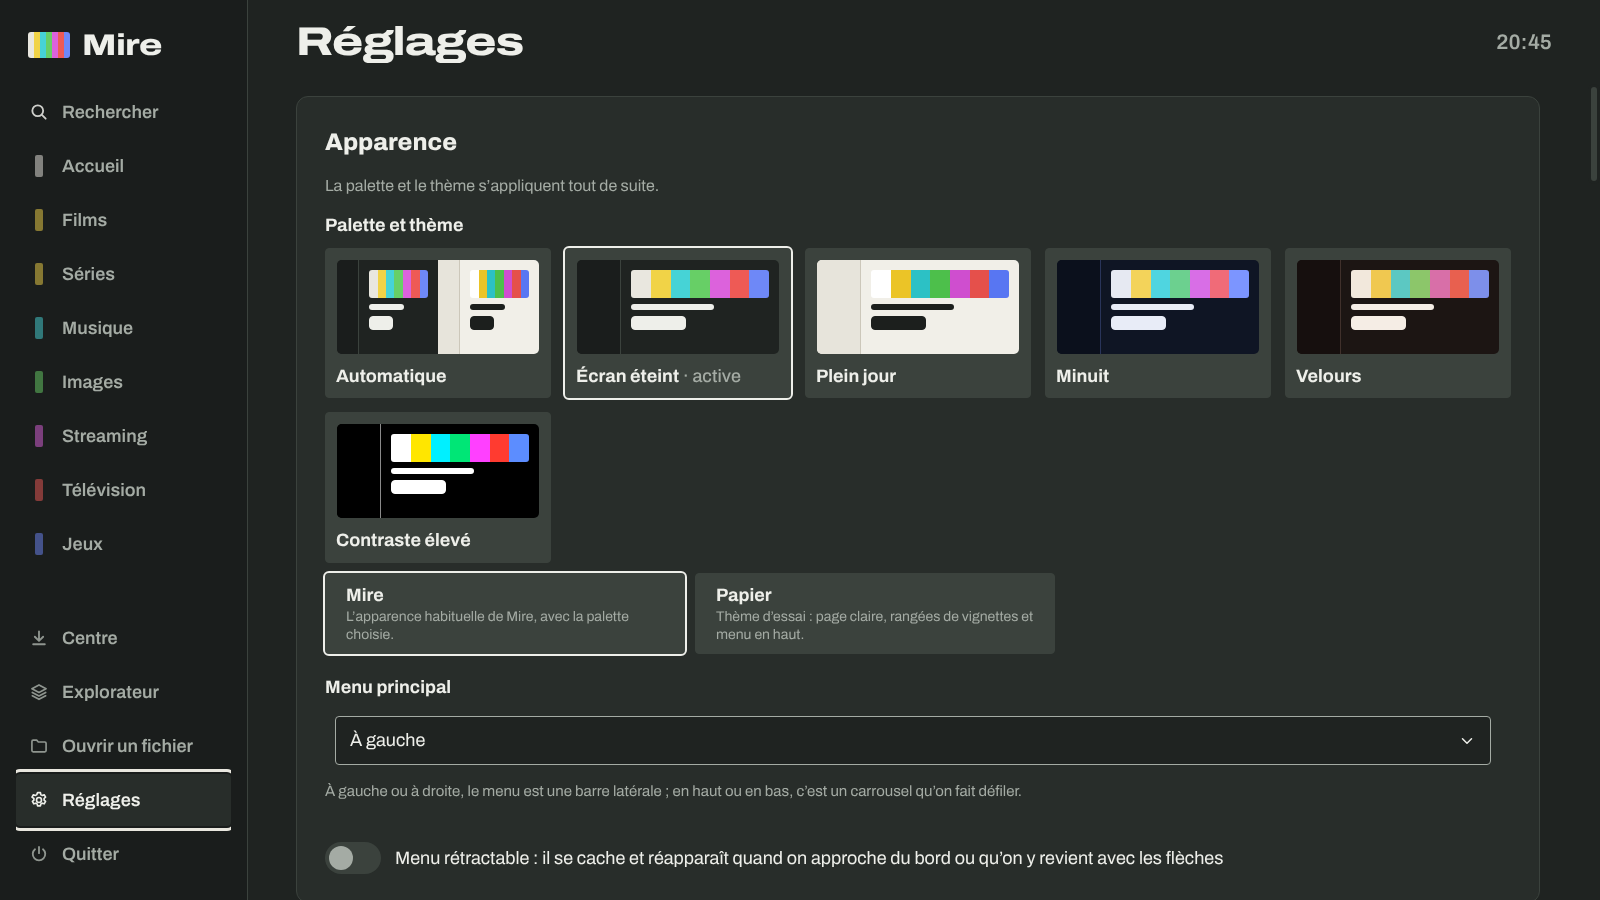 Mire
Rechercher
Accueil
Films
Séries
Musique
Images
Streaming
Télévision
Jeux
Centre
Explorateur
Ouvrir un fichier
Réglages
Quitter
Réglages
20:45
Apparence
La palette et le thème s’appliquent tout de suite.
Palette et thème
Automatique
Écran éteint · active
Plein jour
Minuit
Velours
Contraste élevé
Mire
L’apparence habituelle de Mire, avec la palette
choisie.
Papier
Thème d’essai : page claire, rangées de vignettes et
menu en haut.
Menu principal
À gauche
À gauche ou à droite, le menu est une barre latérale ; en haut ou en bas, c’est un carrousel qu’on fait défiler.
Menu rétractable : il se cache et réapparaît quand on approche du bord ou qu’on y revient avec les flèches